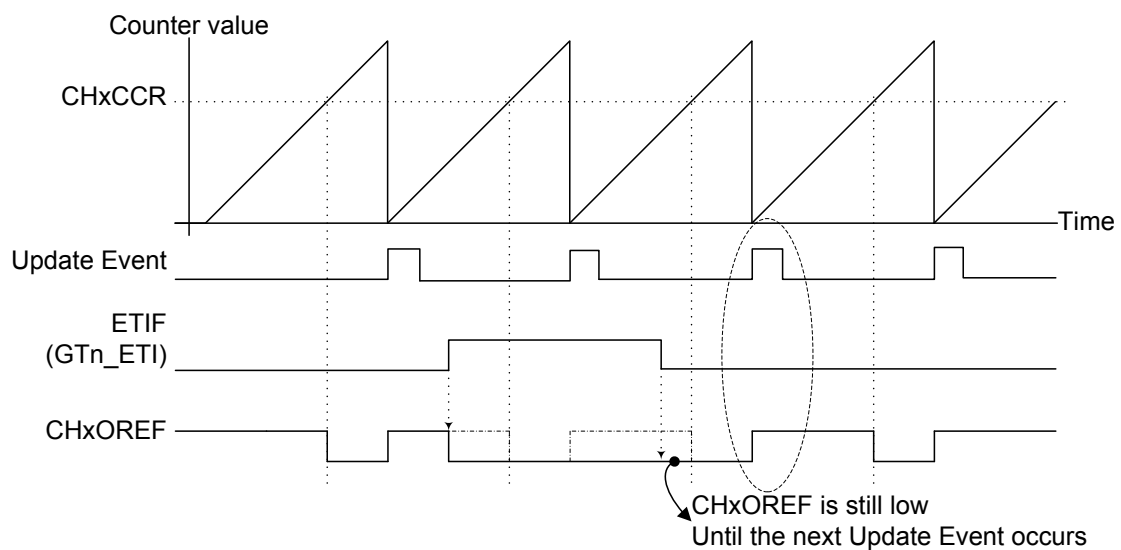 Counter value
CHxCCR
Time
Update Event
ETIF
(GTn_ETI)
CHxOREF
CHxOREF is still low
Until the next Update Event occurs